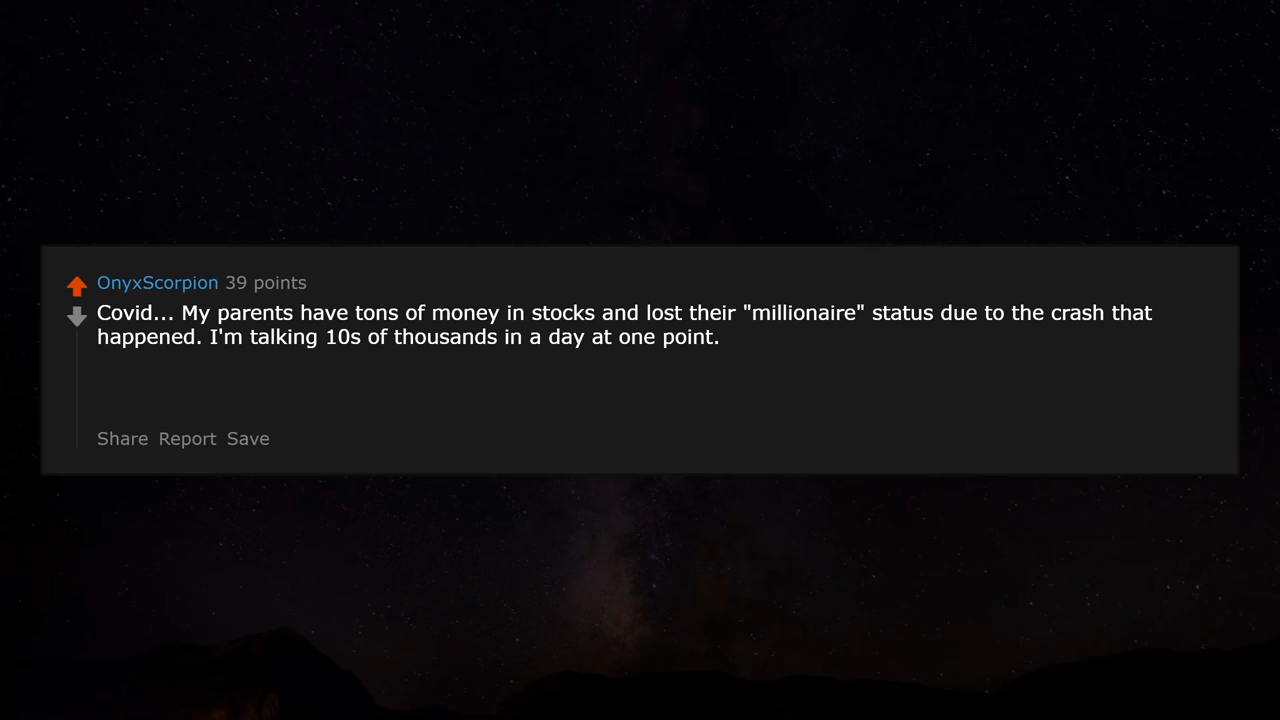 OnyxScorpion 39 points
Covid... My parents have tons of money in stocks and lost their "millionaire" status due to the crash that
happened. I'm talking 10s of thousands in a day at one point.
Share Report Save